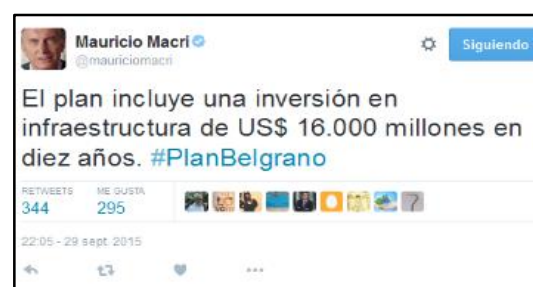 Mauricio Macri
@mauriciomacri
Siguiendo
El plan incluye una inversión en
infraestructura de US$ 16.000 millones en
diez años. #PlanBelgrano
RETWEETS ME GUSTA
344 295
22:05 - 29 sept. 2015